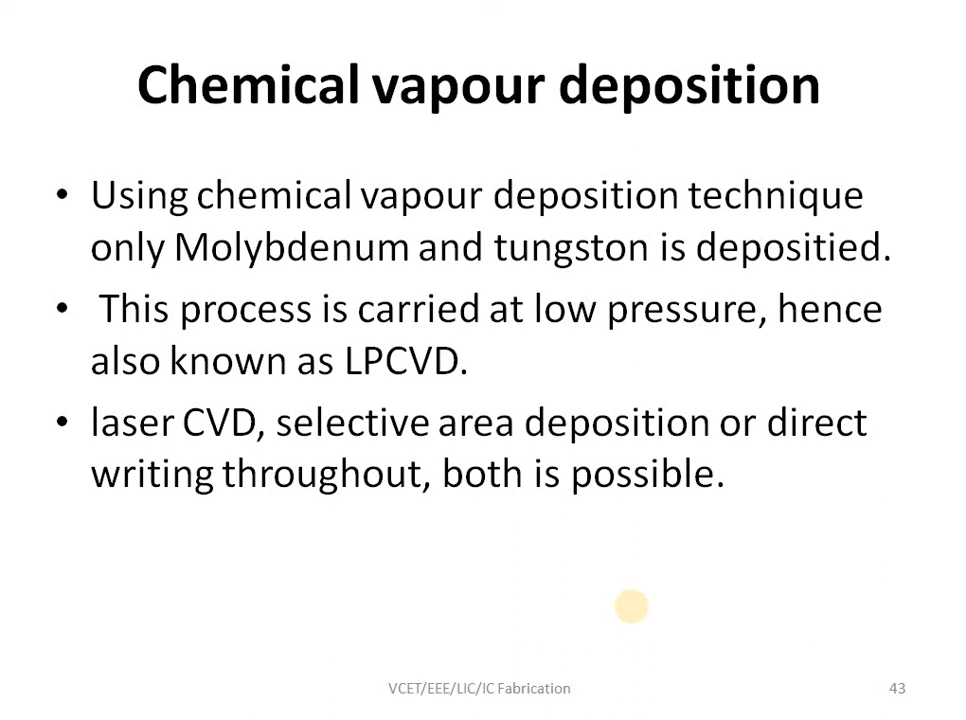 Chemical vapour deposition
• Using chemical vapour deposition technique
only Molybdenum and tungston is depositied.
• This process is carried at low pressure, hence
also known as LPCVD.
• laser CVD, selective area deposition or direct
writing throughout, both is possible.
VCET/EEE/LIC/IC Fabrication
43